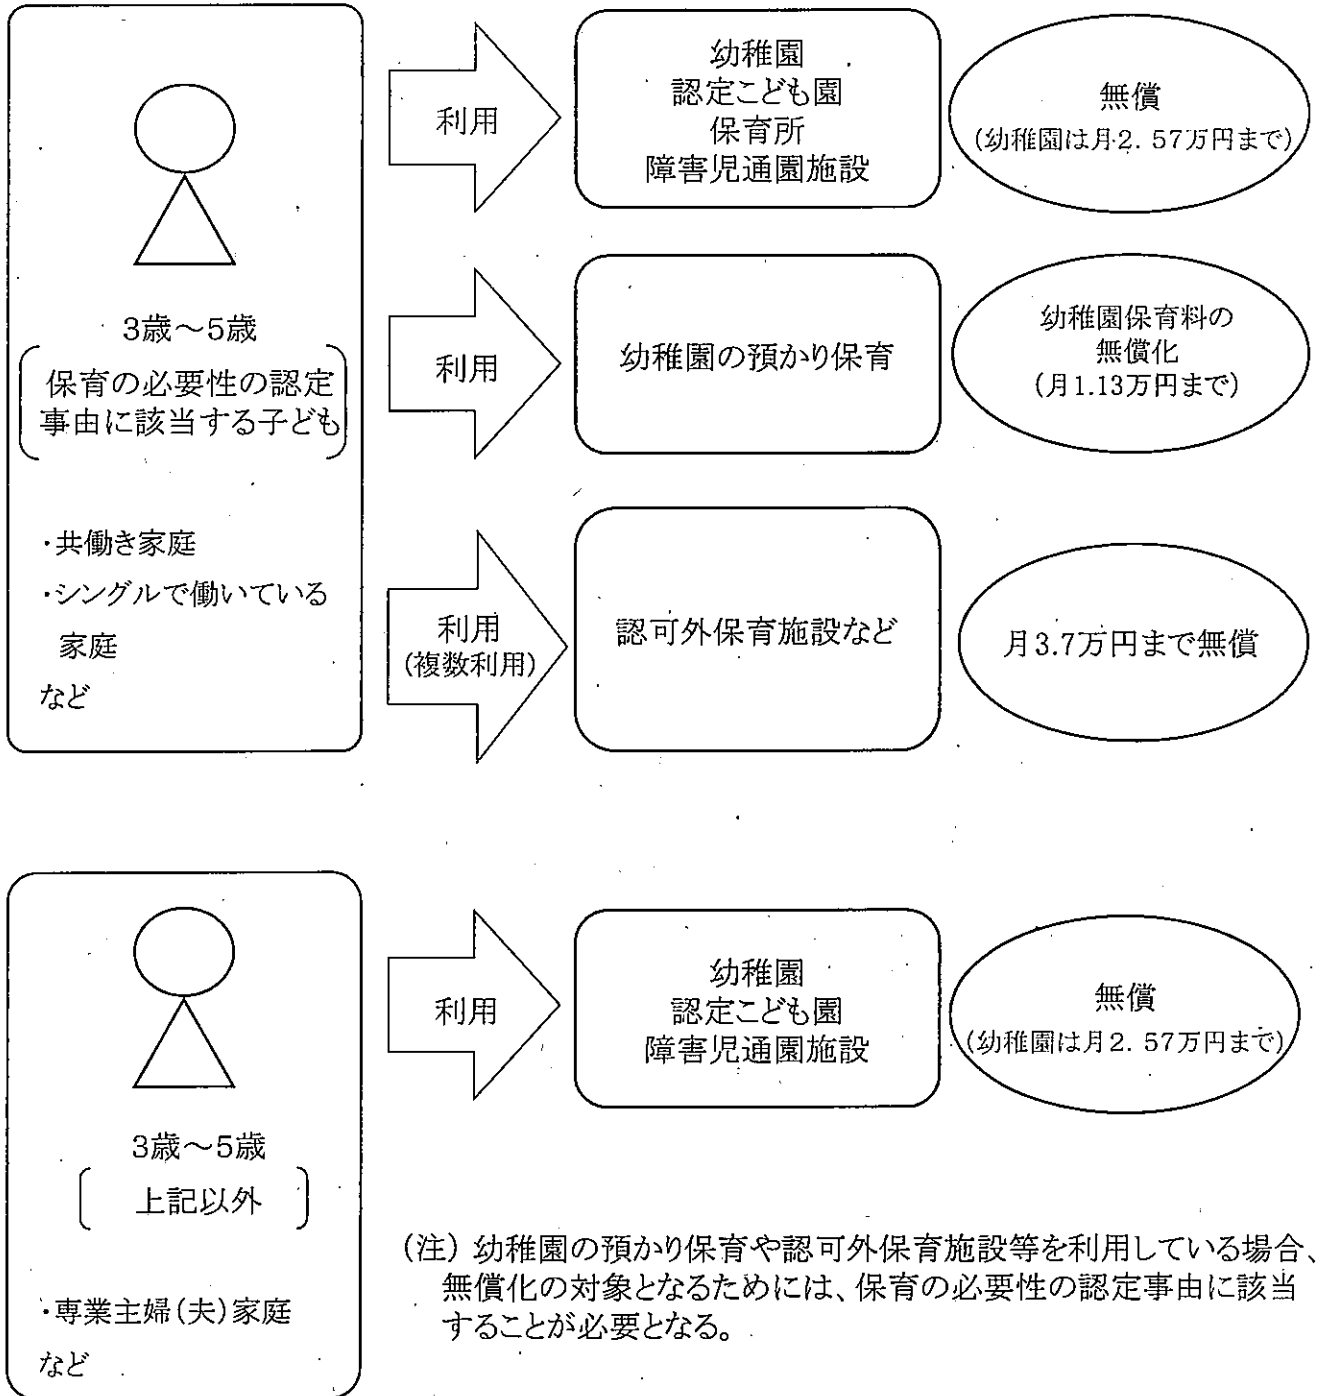 利用
幼稚園
認定こども園
保育所
障害児通園施設
無償
(幼稚園は月2.57万円まで)
3歳～5歳
保育の必要性の認定
事由に該当する子ども
・共働き家庭
・シングルで働いている
家庭
など
利用
幼稚園の預かり保育
幼稚園保育料の
無償化
(月1.13万円まで)
利用
(複数利用)
認可外保育施設など
月3.7万円まで無償
3歳～5歳
上記以外
・専業主婦(夫)家庭
など
利用
幼稚園
認定こども園
障害児通園施設
無償
(幼稚園は月2.57万円まで)
(注) 幼稚園の預かり保育や認可外保育施設等を利用している場合、
無償化の対象となるためには、保育の必要性の認定事由に該当
することが必要となる。